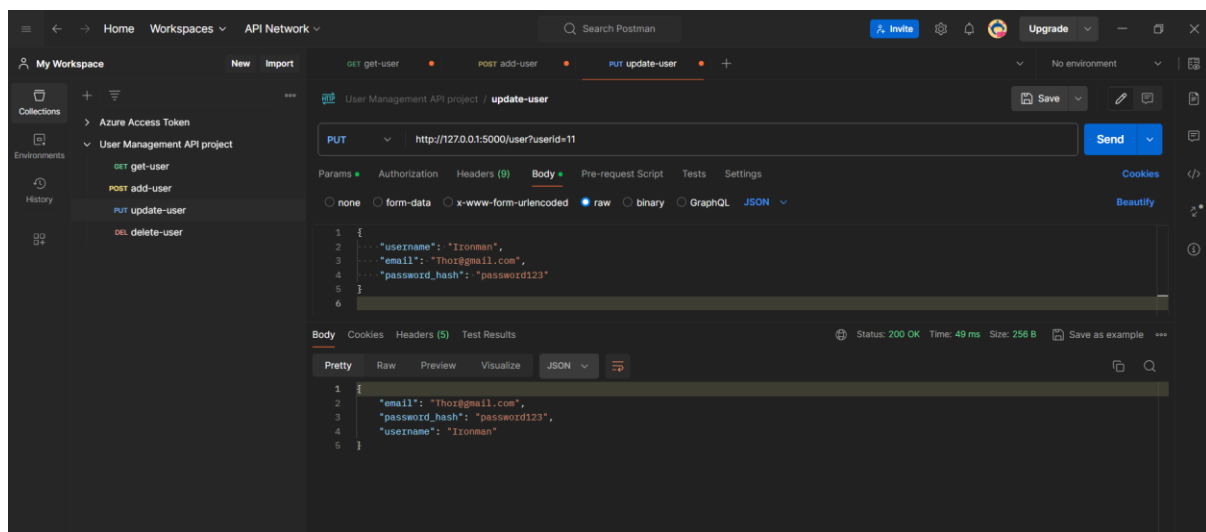 Home Workspaces API Network Search Postman Invite Upgrade
My Workspace New Import GET get-user POST add-user PUT update-user No environment
Collections
Environments
History
Azure Access Token
User Management API project
GET get-user
POST add-user
PUT update-user
DEL delete-user
HTTP User Management API project / update-user Save
PUT http://127.0.0.1:5000/user?userid=11 Send
Params Authorization Headers (9) Body Pre-request Script Tests Settings Cookies
none form-data x-www-form-urlencoded raw binary GraphQL JSON Beautify
1 {
2 "username": "Ironman",
3 "email": "Thor@gmail.com",
4 "password_hash": "password123"
5 }
6
Body Cookies Headers (5) Test Results Status: 200 OK Time: 49 ms Size: 256 B Save as example
Pretty Raw Preview Visualize JSON
1 {
2 "email": "Thor@gmail.com",
3 "password_hash": "password123",
4 "username": "Ironman"
5 }